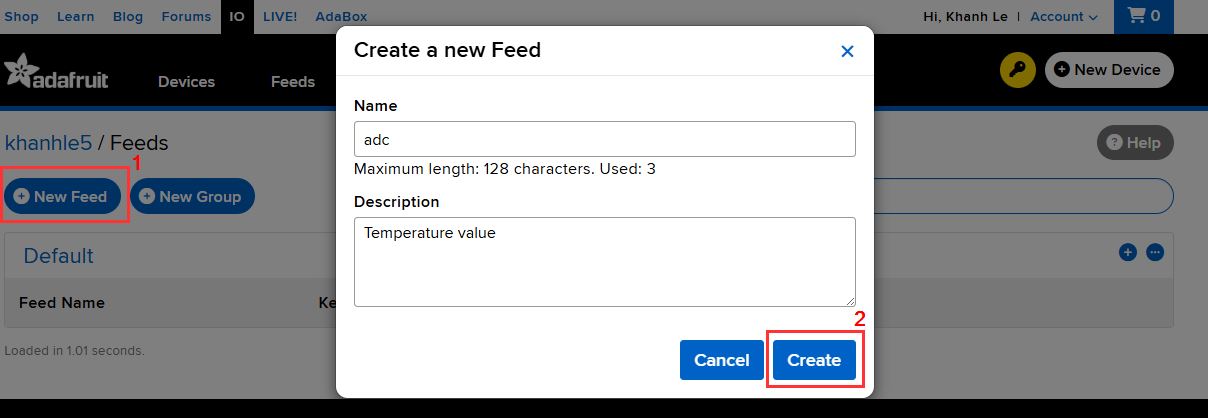 Shop Learn Blog Forums IO LIVE! AdaBox Hi, Khanh Le | Account 0
adafruit Devices Feeds New Device
khanhle5 / Feeds Help
1
New Feed New Group
Default
Feed Name Ke
Loaded in 1.01 seconds.
Create a new Feed
Name
adc
Maximum length: 128 characters. Used: 3
Description
Temperature value
2
Cancel Create